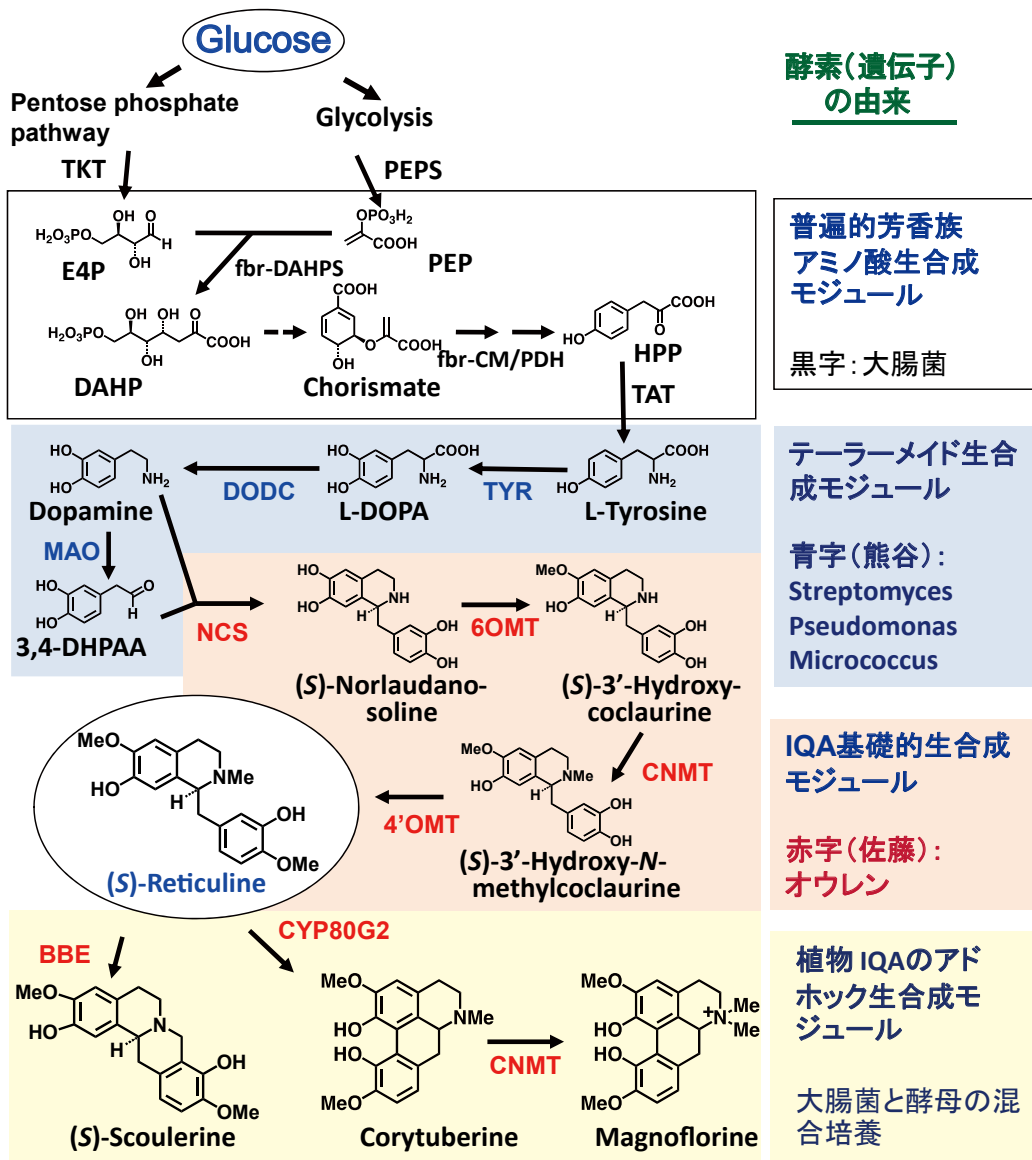 Glucose
Pentose phosphate
pathway
Glycolysis
TKT
PEPS
酵素（遺伝子）
の由来
OH
O
H₂O₃PO
H
OH
E4P
OPO₃H₂
COOH
PEP
fbr-DAHPS
OH
OH
O
H₂O₃PO
COOH
OH
OH
DAHP
COOH
O
COOH
OH
Chorismate
fbr-CM/PDH
COOH
O
HO
HPP
TAT
普遍的芳香族
アミノ酸生合成
モジュール
黒字：大腸菌
HO
NH₂
HO
Dopamine
DODC
HO
COOH
NH₂
HO
L-DOPA
TYR
COOH
NH₂
HO
L-Tyrosine
MAO
HO
O
HO
H
3,4-DHPAA
NCS
テーラーメイド生合
成モジュール
青字（熊谷）：
Streptomyces
Pseudomonas
Micrococcus
HO
HO
NH
H
OH
OH
(S)-Norlaudano-
soline
6OMT
MeO
HO
NH
H
OH
OH
(S)-3’-Hydroxy-
coclaurine
CNMT
MeO
HO
NMe
H
OH
OH
(S)-3’-Hydroxy-N-
methylcoclaurine
4’OMT
MeO
HO
NMe
H
OH
OMe
(S)-Reticuline
IQA基礎的生合成
モジュール
赤字（佐藤）：
オウレン
BBE
CYP80G2
MeO
HO
N
H
OH
OMe
(S)-Scoulerine
MeO
HO
NMe
HO
MeO
Corytuberine
CNMT
MeO
HO
+
N
Me
Me
HO
MeO
Magnoflorine
植物 IQAのアド
ホック生合成モ
ジュール
大腸菌と酵母の混
合培養